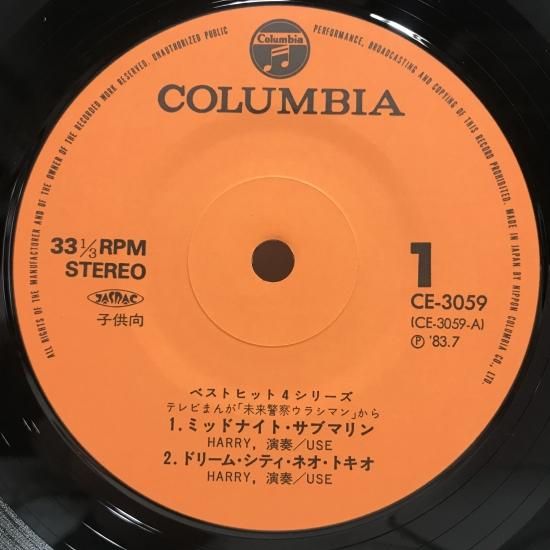 ALL RIGHTS OF THE MANUFACTURER AND OF THE OWNER OF THE RECORDED WORK RESERVED. UNAUTHORIZED PUBLIC PERFORMANCE, BROADCASTING AND COPYING OF THIS RECORD PROHIBITED. MADE IN JAPAN BY NIPPON COLUMBIA CO., LTD.
Columbia
COLUMBIA
33 1/3 RPM
STEREO
JASRAC
子供向
1
CE-3059
(CE-3059-A)
Ⓟ '83.7
ベストヒット4シリーズ
テレビまんが「未来警察ウラシマン」から
1. ミッドナイト・サブマリン
HARRY, 演奏/USE
2. ドリーム・シティ・ネオ・トキオ
HARRY, 演奏/USE